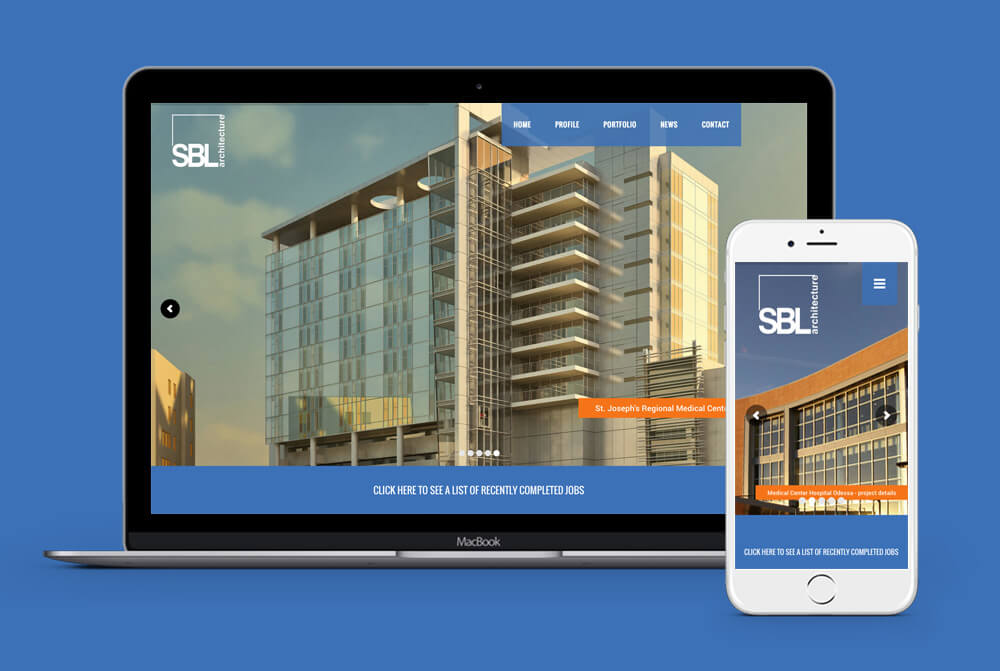 SBL
architecture
HOME PROFILE PORTFOLIO NEWS CONTACT
St. Joseph's Regional Medical
CLICK HERE TO SEE A LIST OF RECENTLY COMPLETED JOBS
MacBook
SBL
architecture
Medical Center Hospital Odessa - project details
CLICK HERE TO SEE A LIST OF RECENTLY COMPLETED JOBS